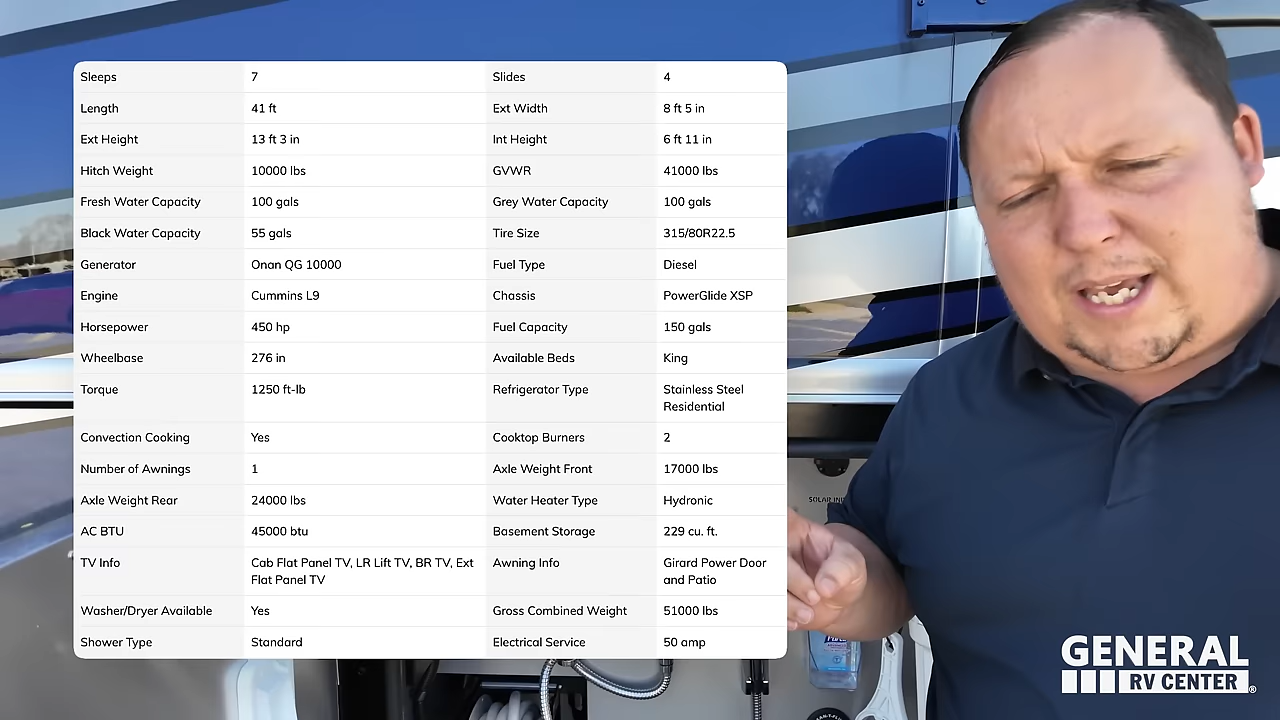 Sleeps 7 Slides 4
Length 41 ft Ext Width 8 ft 5 in
Ext Height 13 ft 3 in Int Height 6 ft 11 in
Hitch Weight 10000 lbs GVWR 41000 lbs
Fresh Water Capacity 100 gals Grey Water Capacity 100 gals
Black Water Capacity 55 gals Tire Size 315/80R22.5
Generator Onan QG 10000 Fuel Type Diesel
Engine Cummins L9 Chassis PowerGlide XSP
Horsepower 450 hp Fuel Capacity 150 gals
Wheelbase 276 in Available Beds King
Torque 1250 ft-lb Refrigerator Type Stainless Steel
Residential
Convection Cooking Yes Cooktop Burners 2
Number of Awnings 1 Axle Weight Front 17000 lbs
Axle Weight Rear 24000 lbs Water Heater Type Hydronic
SOLAR
AC BTU 45000 btu Basement Storage 229 cu. ft.
TV Info Cab Flat Panel TV, LR Lift TV, BR TV, Ext Awning Info Girard Power Door
Flat Panel TV and Patio
Washer/Dryer Available Yes Gross Combined Weight 51000 lbs
Shower Type Standard Electrical Service 50 amp
GENERAL
RV CENTER®